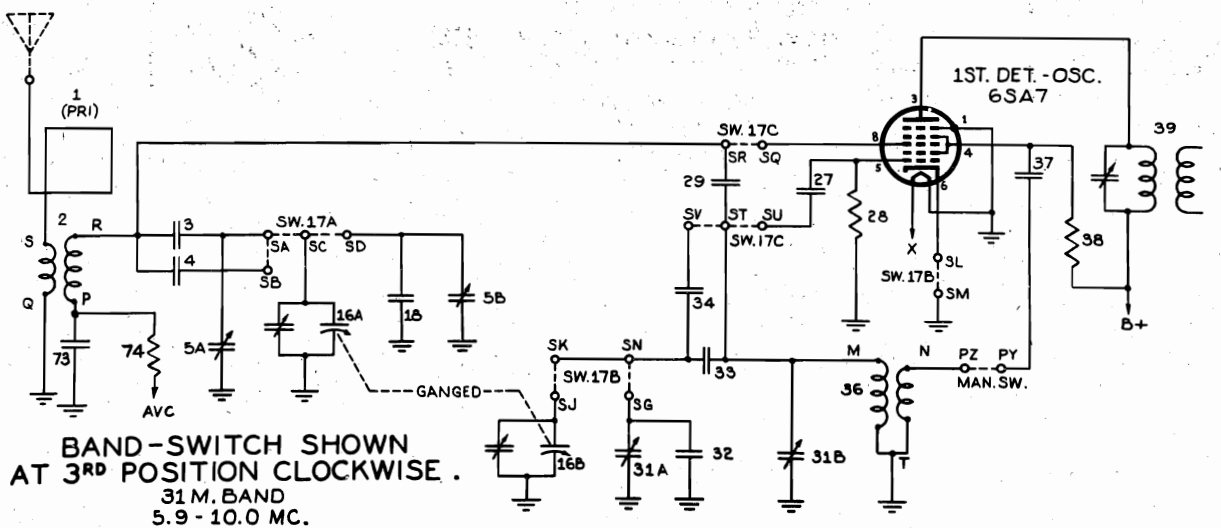 1
(PRI)
S
2
R
Q
P
3
4
SW.17A
SA
SC
SD
SB
73
74
AVC
5A
16A
18
5B
GANGED
SK
SN
SW.17B
SJ
SG
16B
31A
32
33
34
SV
ST
SU
SW.17C
29
SW.17C
SR
SQ
27
28
1ST. DET.-OSC.
6SA7
3
1
8
4
5
6
X
SL
SW.17B
SM
37
38
39
B+
31B
M
N
36
T
PZ
PY
MAN. SW.
BAND-SWITCH SHOWN
AT 3RD POSITION CLOCKWISE.
31 M. BAND
5.9-10.0 MC.